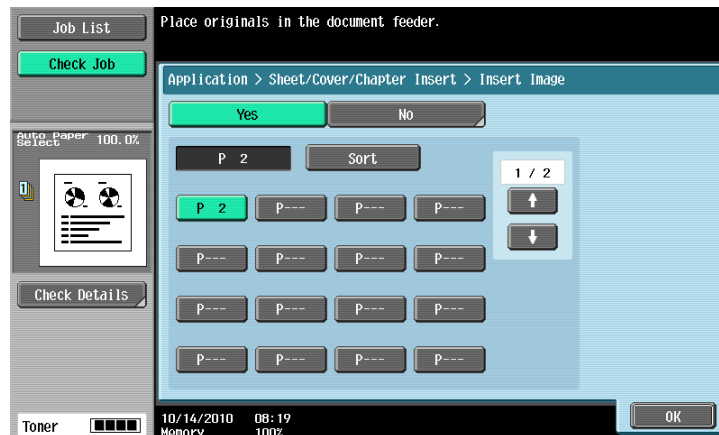 Job List
Check Job
Place originals in the document feeder.
Application > Sheet/Cover/Chapter Insert > Insert Image
Yes No
Auto Paper Select 100.0%
P 2 Sort
1 / 2
P 2 P--- P--- P---
P--- P--- P--- P---
P--- P--- P--- P---
P--- P--- P--- P---
Check Details
OK
Toner
10/14/2010 08:19
Memory 100%